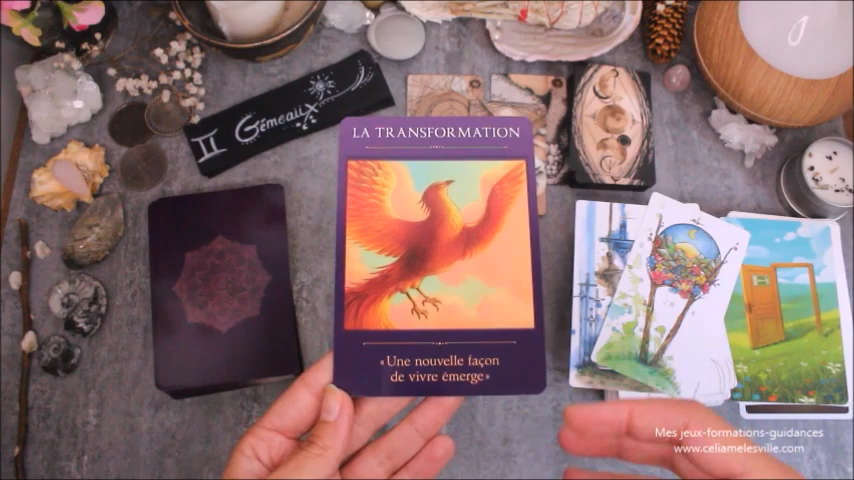 ♊ Gémeaux
LA TRANSFORMATION
«Une nouvelle façon
de vivre émerge»
Mes jeux-formations-guidances
www.celiamelesville.com